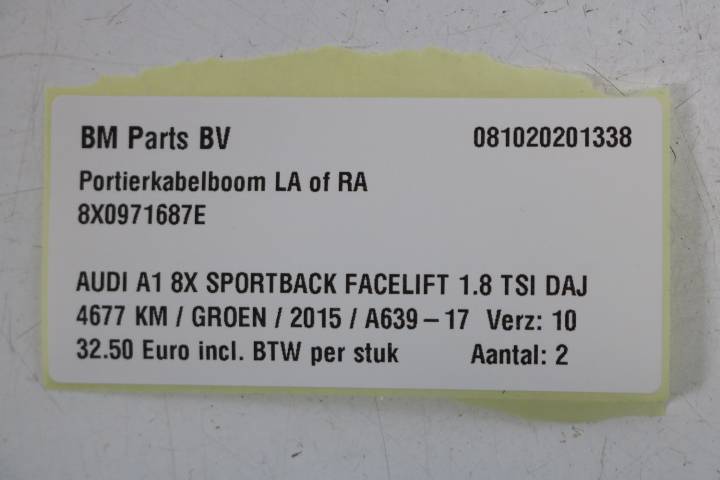 BM Parts BV 081020201338
Portierkabelboom LA of RA
8X0971687E
AUDI A1 8X SPORTBACK FACELIFT 1.8 TSI DAJ
4677 KM / GROEN / 2015 / A639 – 17 Verz: 10
32.50 Euro incl. BTW per stuk Aantal: 2